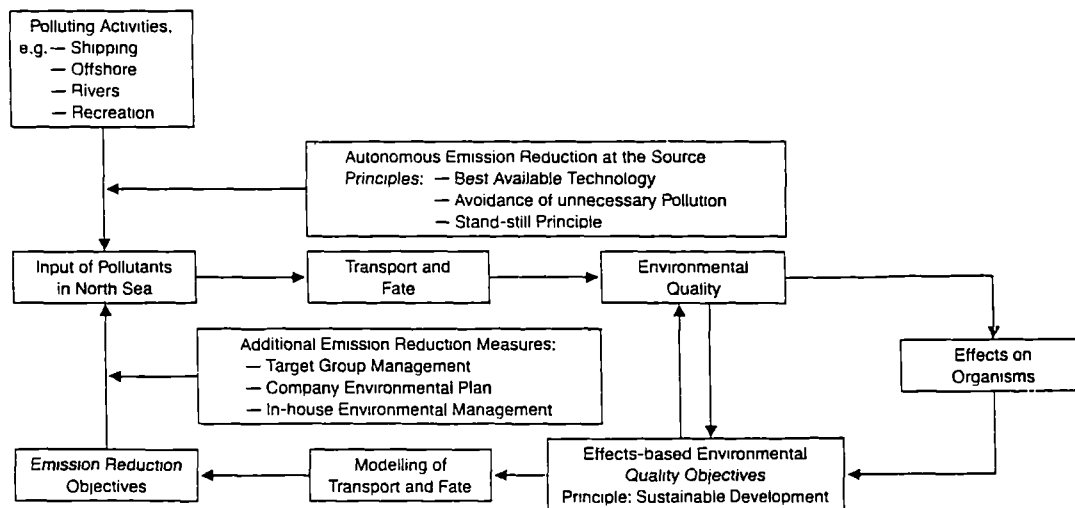 Polluting Activities,
e.g. — Shipping
— Offshore
— Rivers
— Recreation
Autonomous Emission Reduction at the Source
Principles: — Best Available Technology
— Avoidance of unnecessary Pollution
— Stand-still Principle
Input of Pollutants
in North Sea
Transport and
Fate
Environmental
Quality
Effects on
Organisms
Additional Emission Reduction Measures:
— Target Group Management
— Company Environmental Plan
— In-house Environmental Management
Emission Reduction
Objectives
Modelling of
Transport and Fate
Effects-based Environmental
Quality Objectives
Principle: Sustainable Development